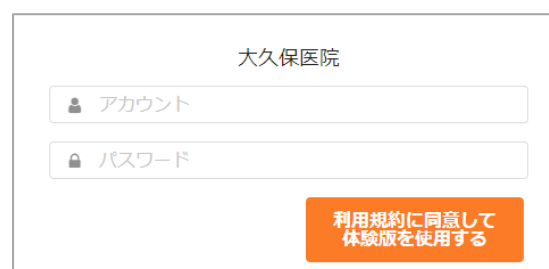 大久保医院
アカウント
パスワード
利用規約に同意して
体験版を使用する